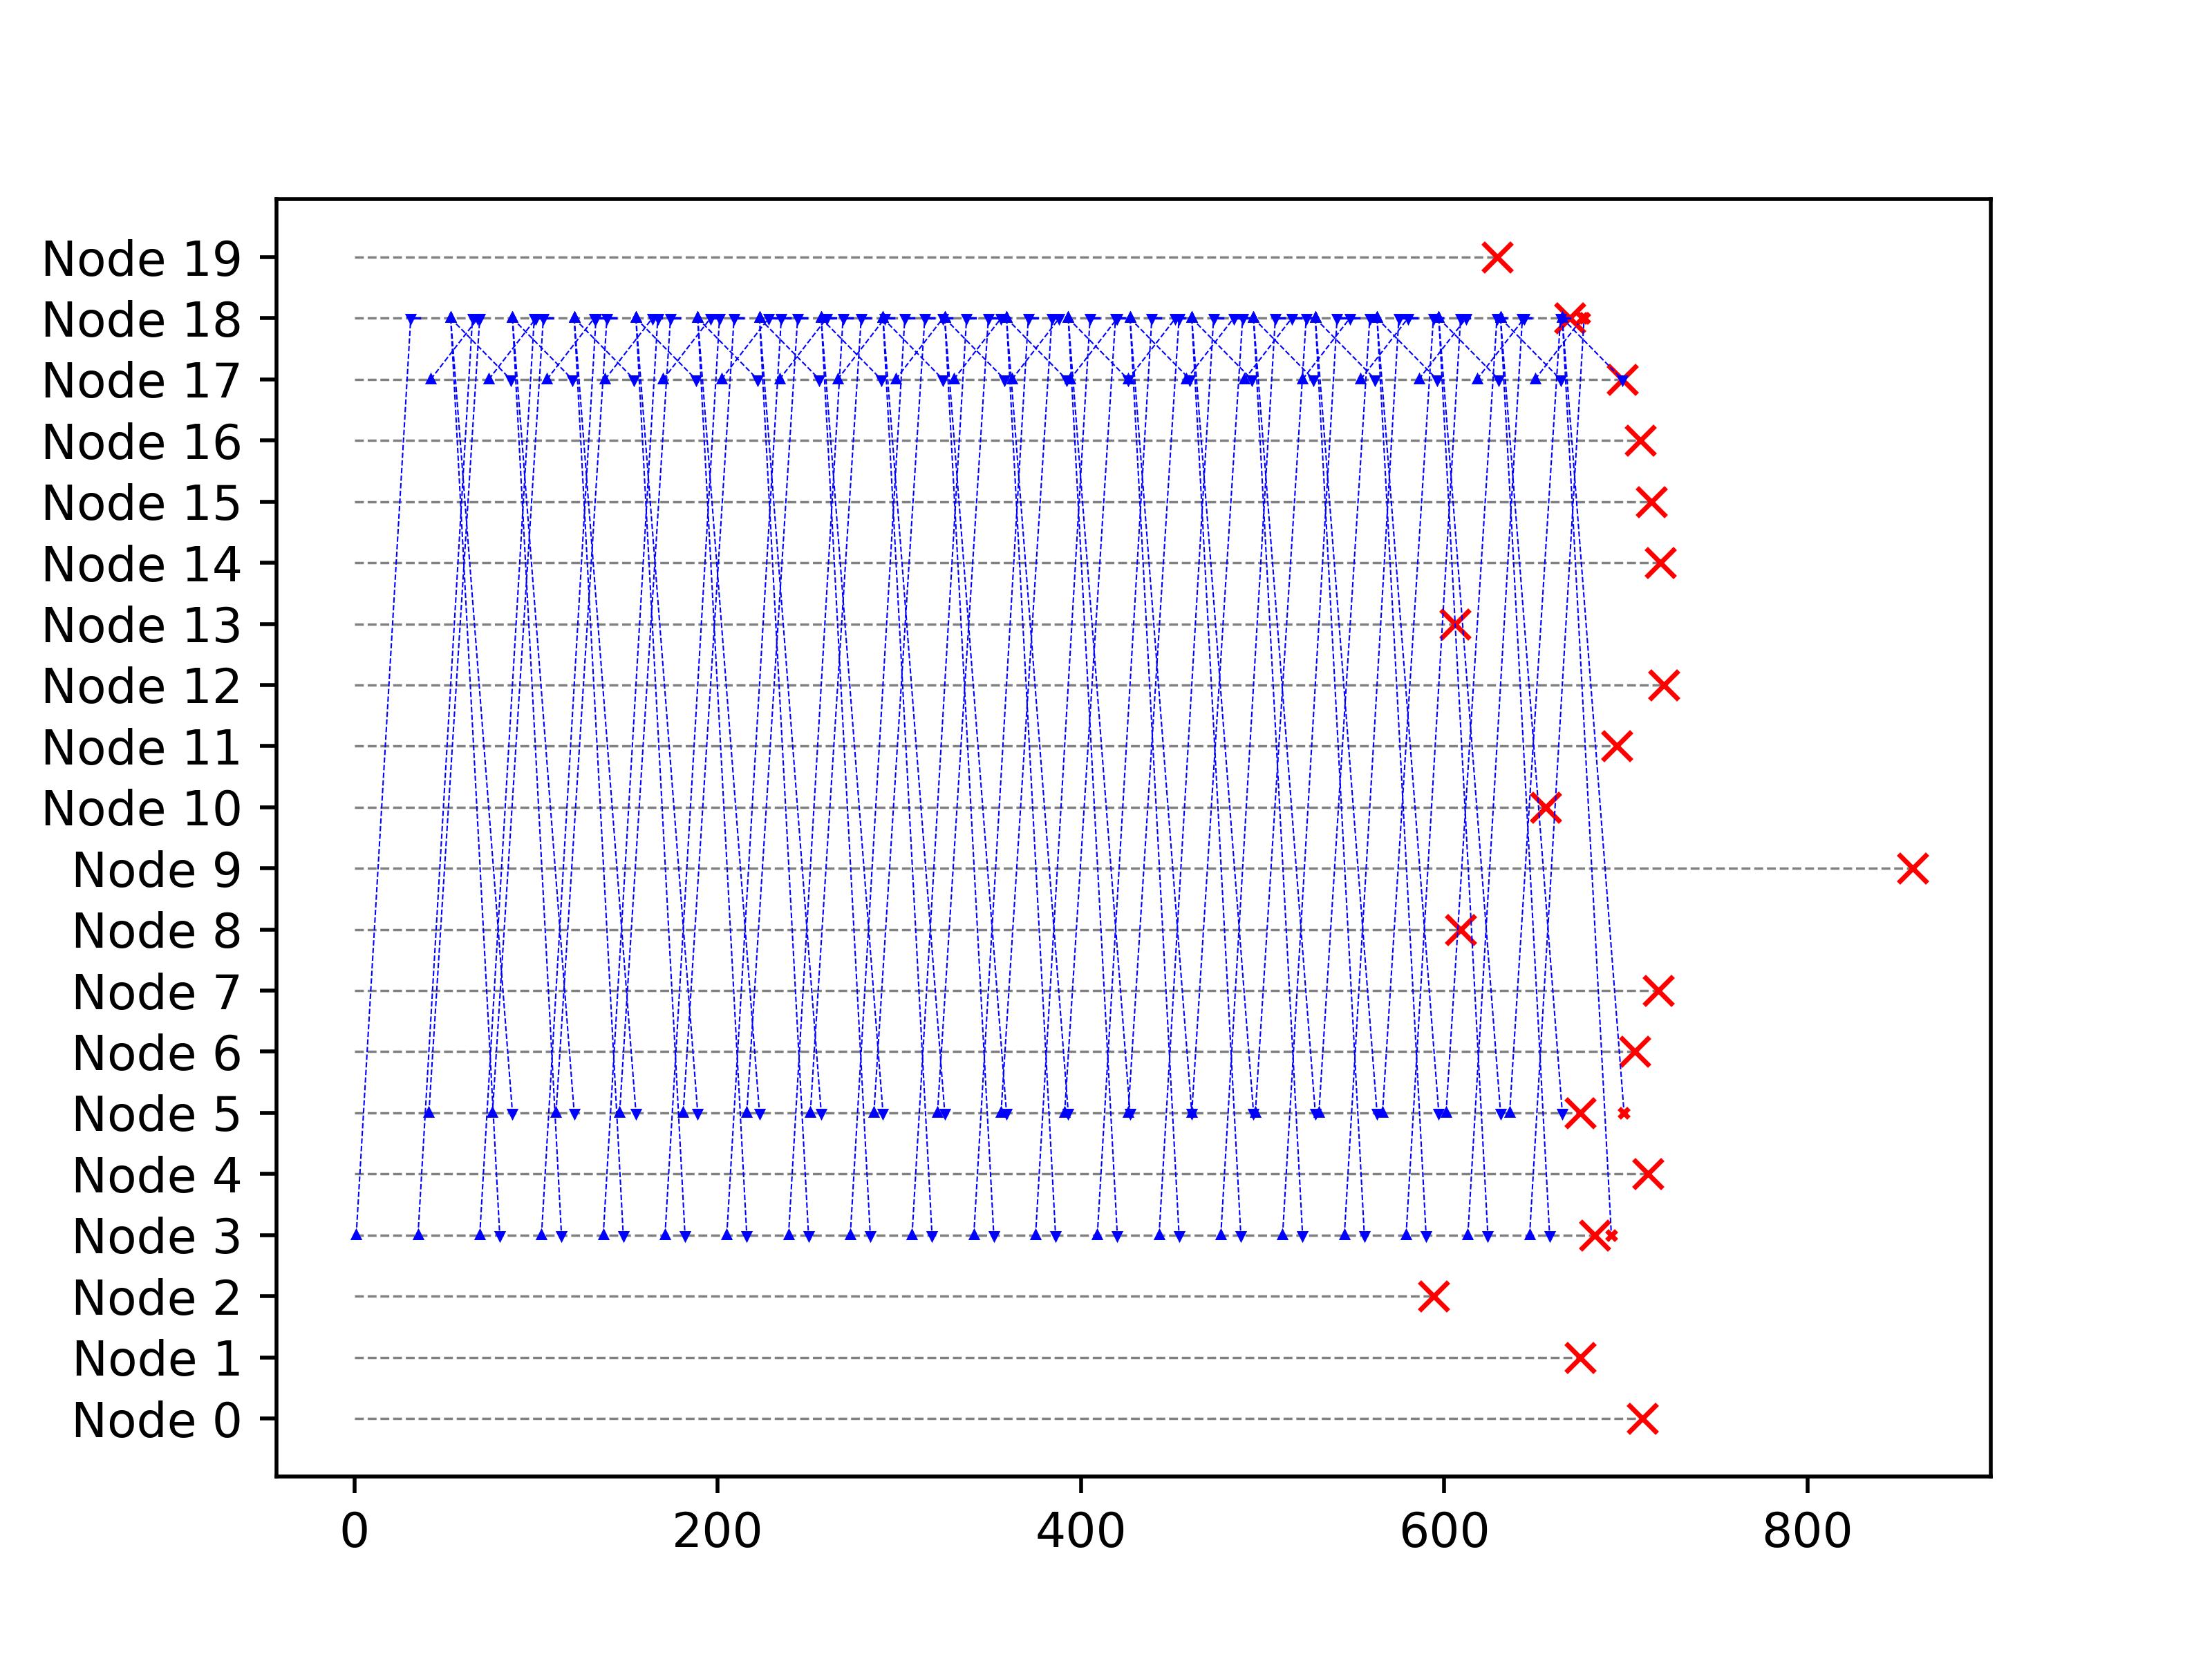 Node 19
Node 18
Node 17
Node 16
Node 15
Node 14
Node 13
Node 12
Node 11
Node 10
Node 9
Node 8
Node 7
Node 6
Node 5
Node 4
Node 3
Node 2
Node 1
Node 0
0 200 400 600 800